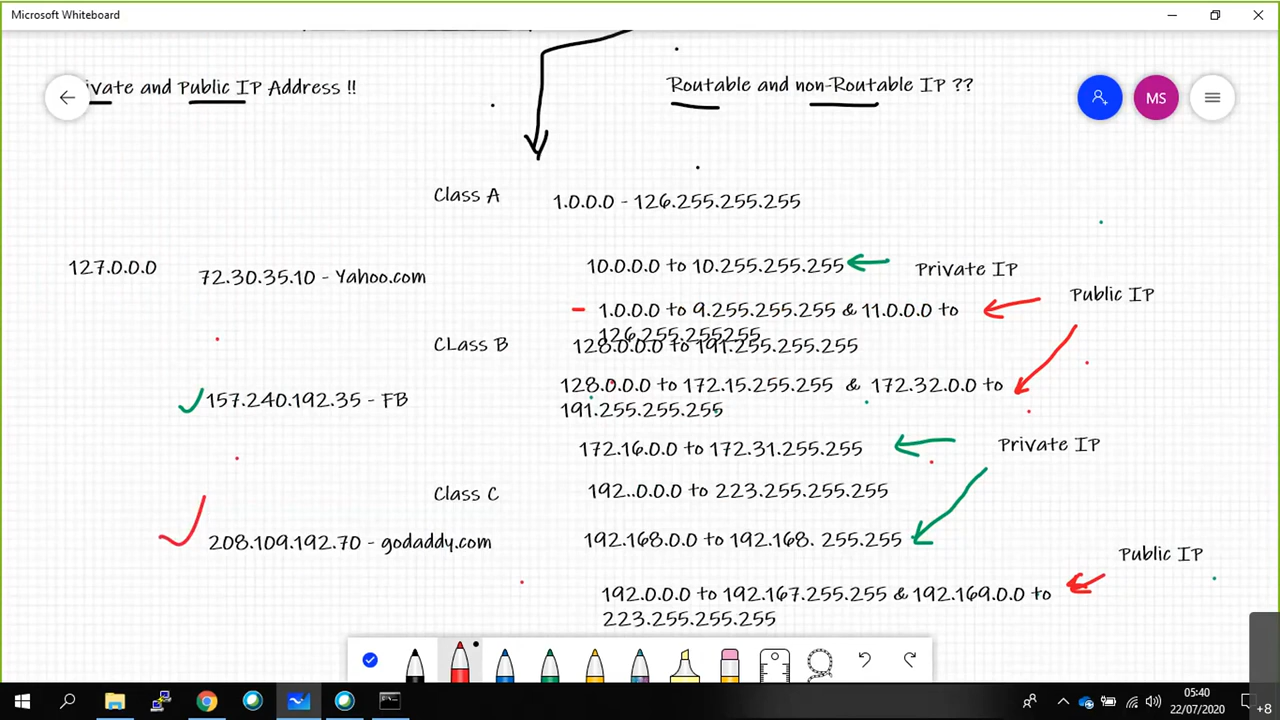 Microsoft Whiteboard
ivate and Public IP Address !!
Routable and non-Routable IP ??
MS
Class A
1.0.0.0 - 126.255.255.255
127.0.0.0
72.30.35.10 - Yahoo.com
10.0.0.0 to 10.255.255.255
Private IP
Public IP
1.0.0.0 to 9.255.255.255 & 11.0.0.0 to
126.255.255255
CLass B
128.0.0.0 to 191.255.255.255
128.0.0.0 to 172.15.255.255 & 172.32.0.0 to
191.255.255.255
157.240.192.35 - FB
172.16.0.0 to 172.31.255.255
Private IP
Class C
192..0.0.0 to 223.255.255.255
208.109.192.70 - godaddy.com
192.168.0.0 to 192.168. 255.255
Public IP
192.0.0.0 to 192.167.255.255 & 192.169.0.0 to
223.255.255.255
05:40
22/07/2020
+8